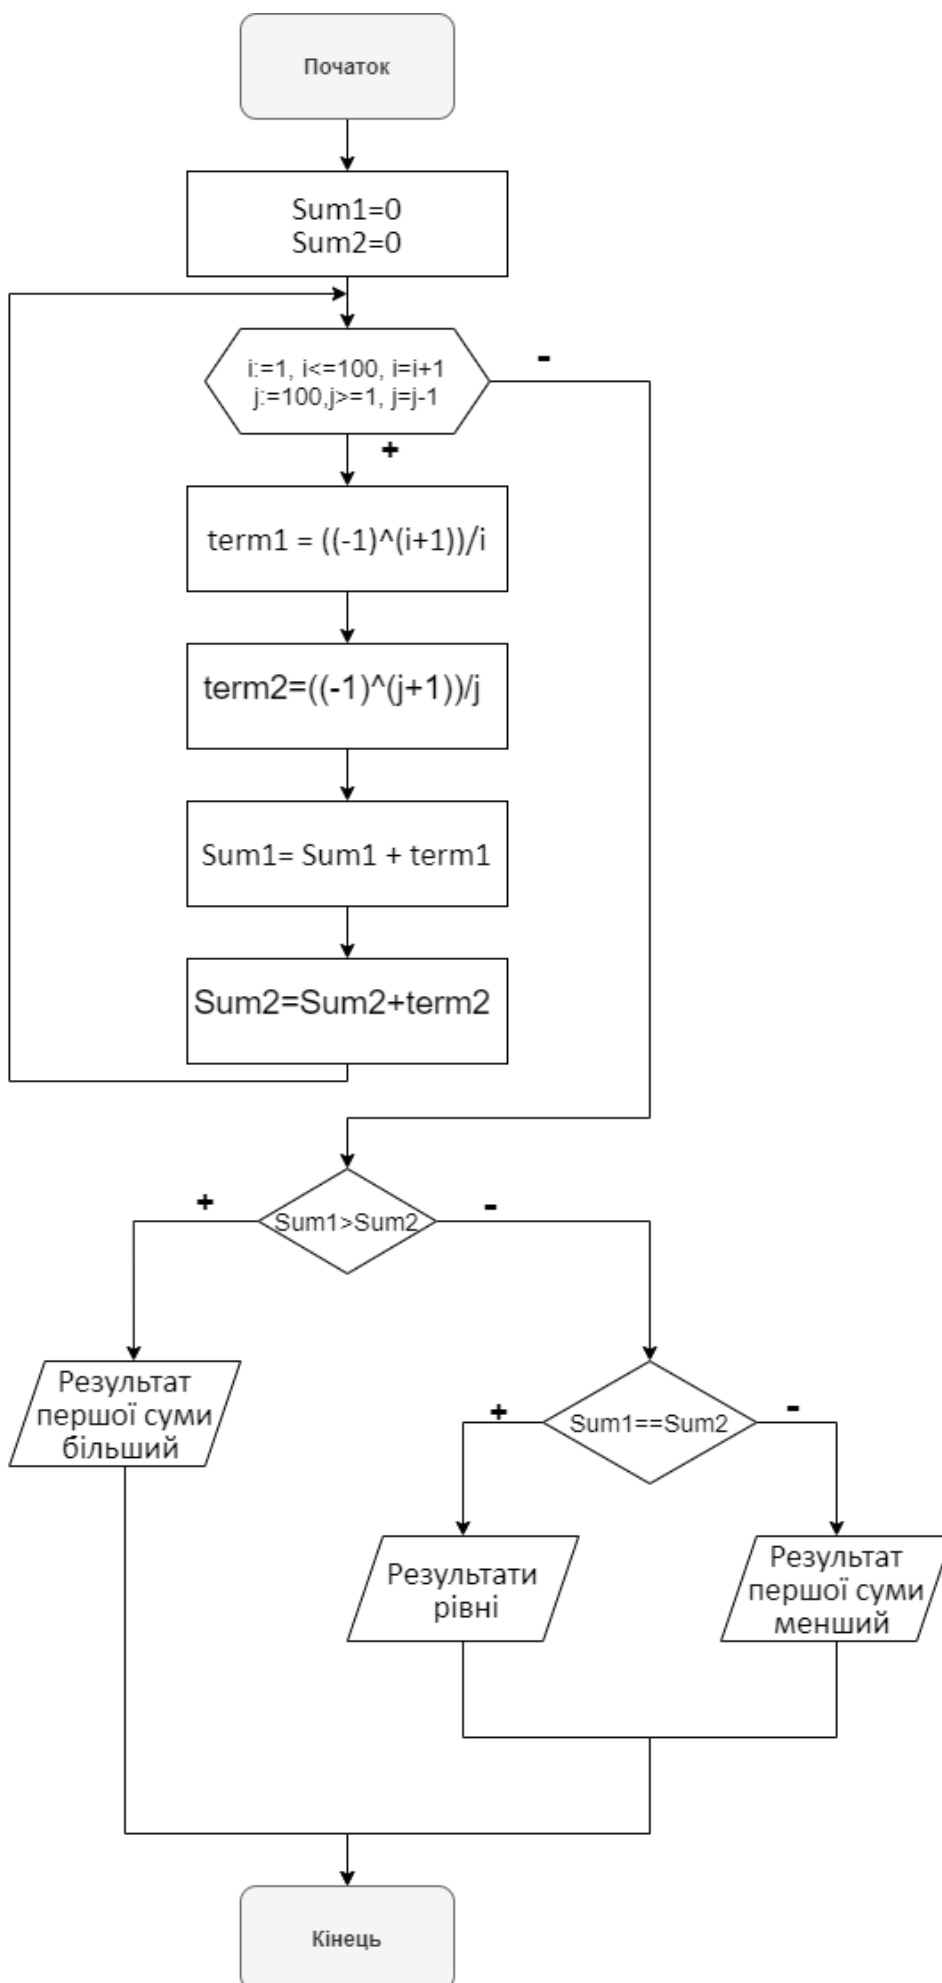 Початок
Sum1=0
Sum2=0
i:=1, i<=100, i=i+1
j:=100,j>=1, j=j-1
-
+
term1 = ((-1)^(i+1))/i
term2=((-1)^(j+1))/j
Sum1= Sum1 + term1
Sum2=Sum2+term2
+
Sum1>Sum2
-
Результат
першої суми
більший
+
Sum1==Sum2
-
Результати
рівні
Результат
першої суми
менший
Кінець